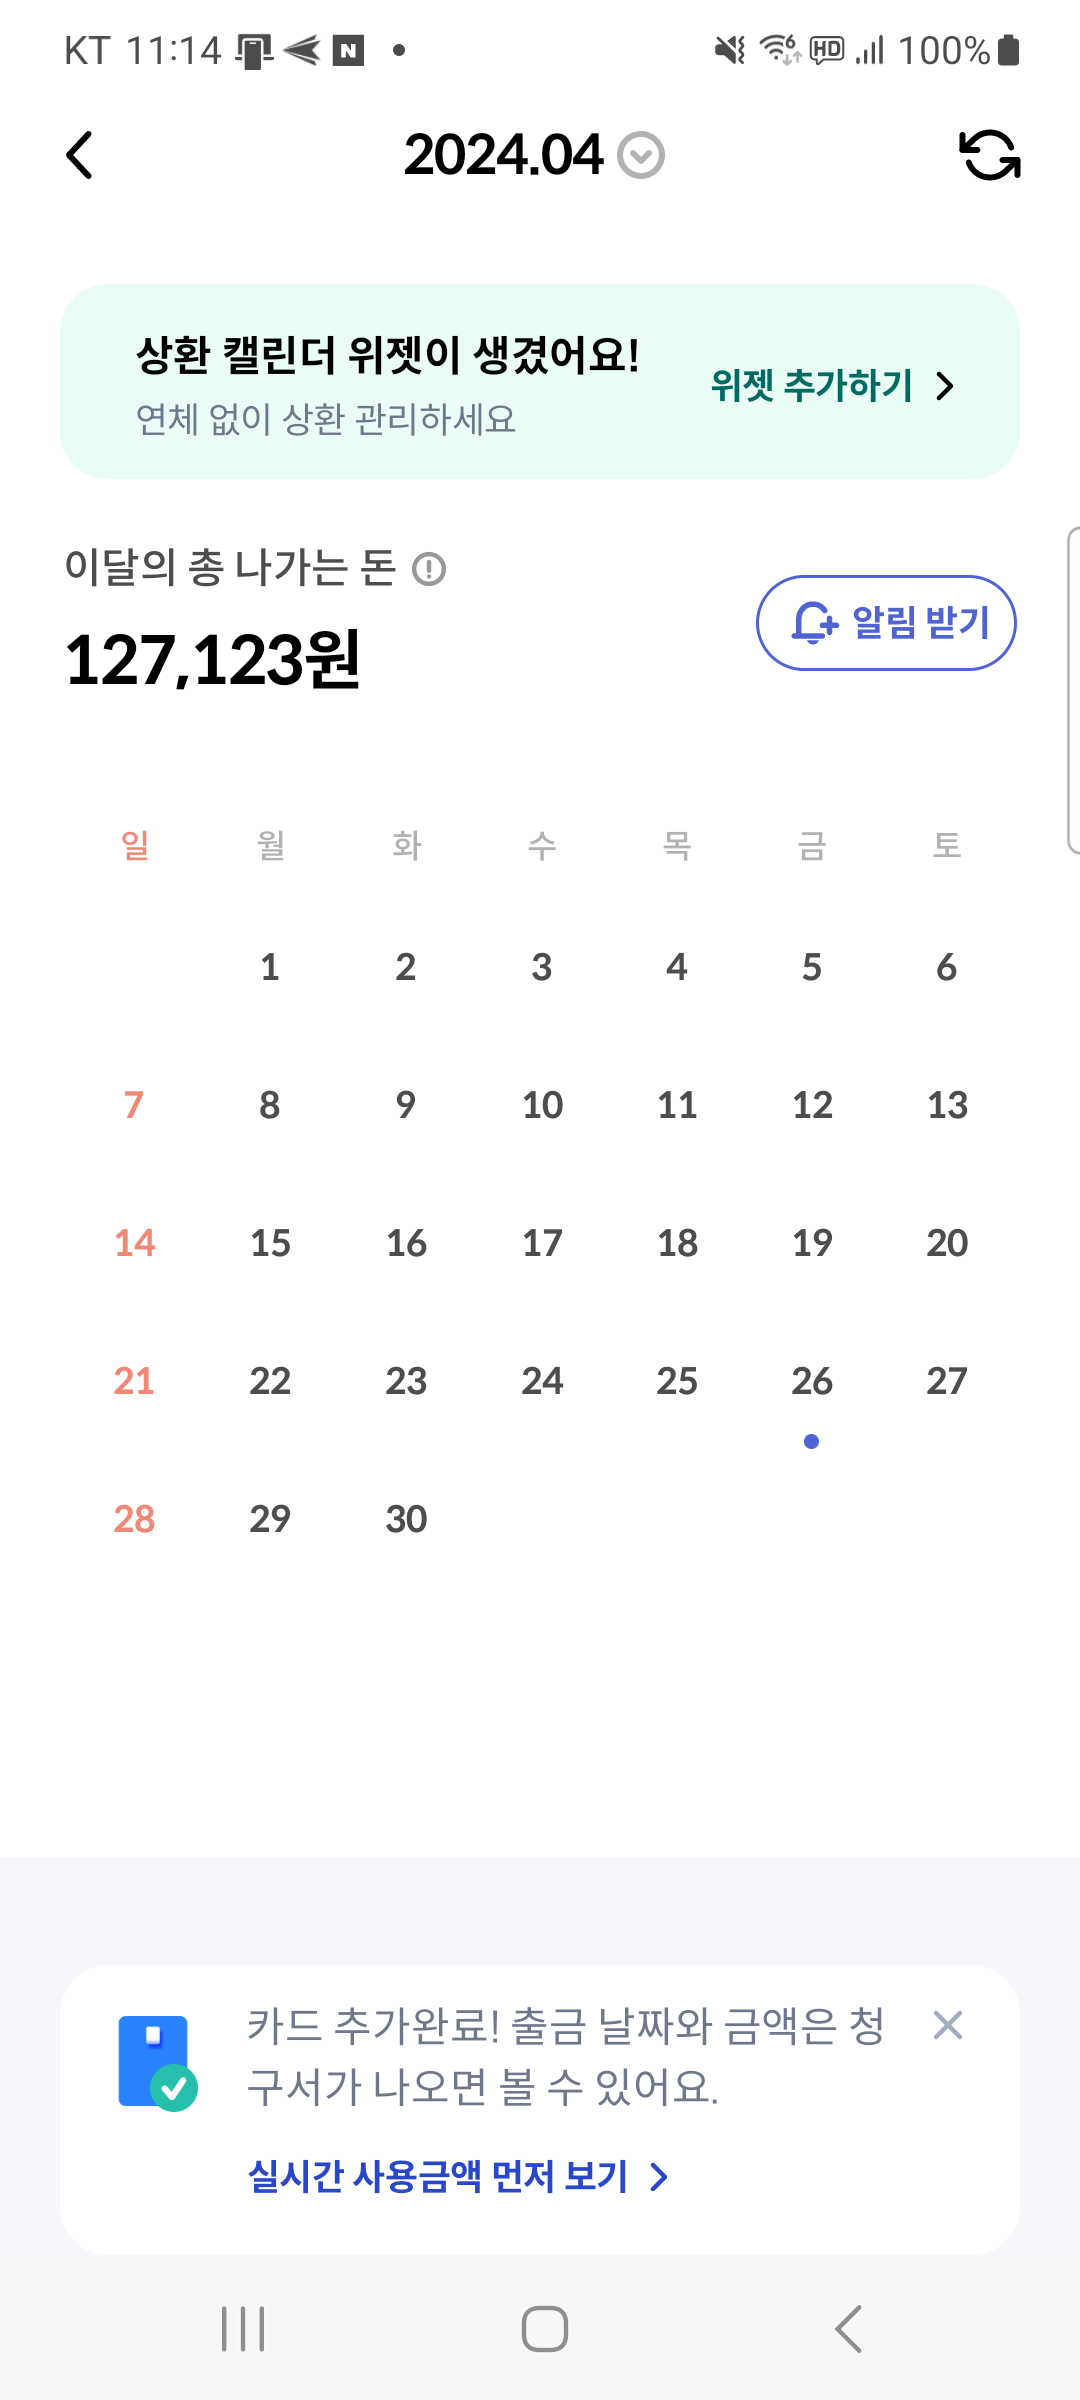 KT 11:14 N 6 HD 100%
2024.04
상환 캘린더 위젯이 생겼어요!
연체 없이 상환 관리하세요
위젯 추가하기
이달의 총 나가는 돈
127,123원
알림 받기
일 월 화 수 목 금 토
1 2 3 4 5 6
7 8 9 10 11 12 13
14 15 16 17 18 19 20
21 22 23 24 25 26 27
28 29 30
카드 추가완료! 출금 날짜와 금액은 청
구서가 나오면 볼 수 있어요.
실시간 사용금액 먼저 보기